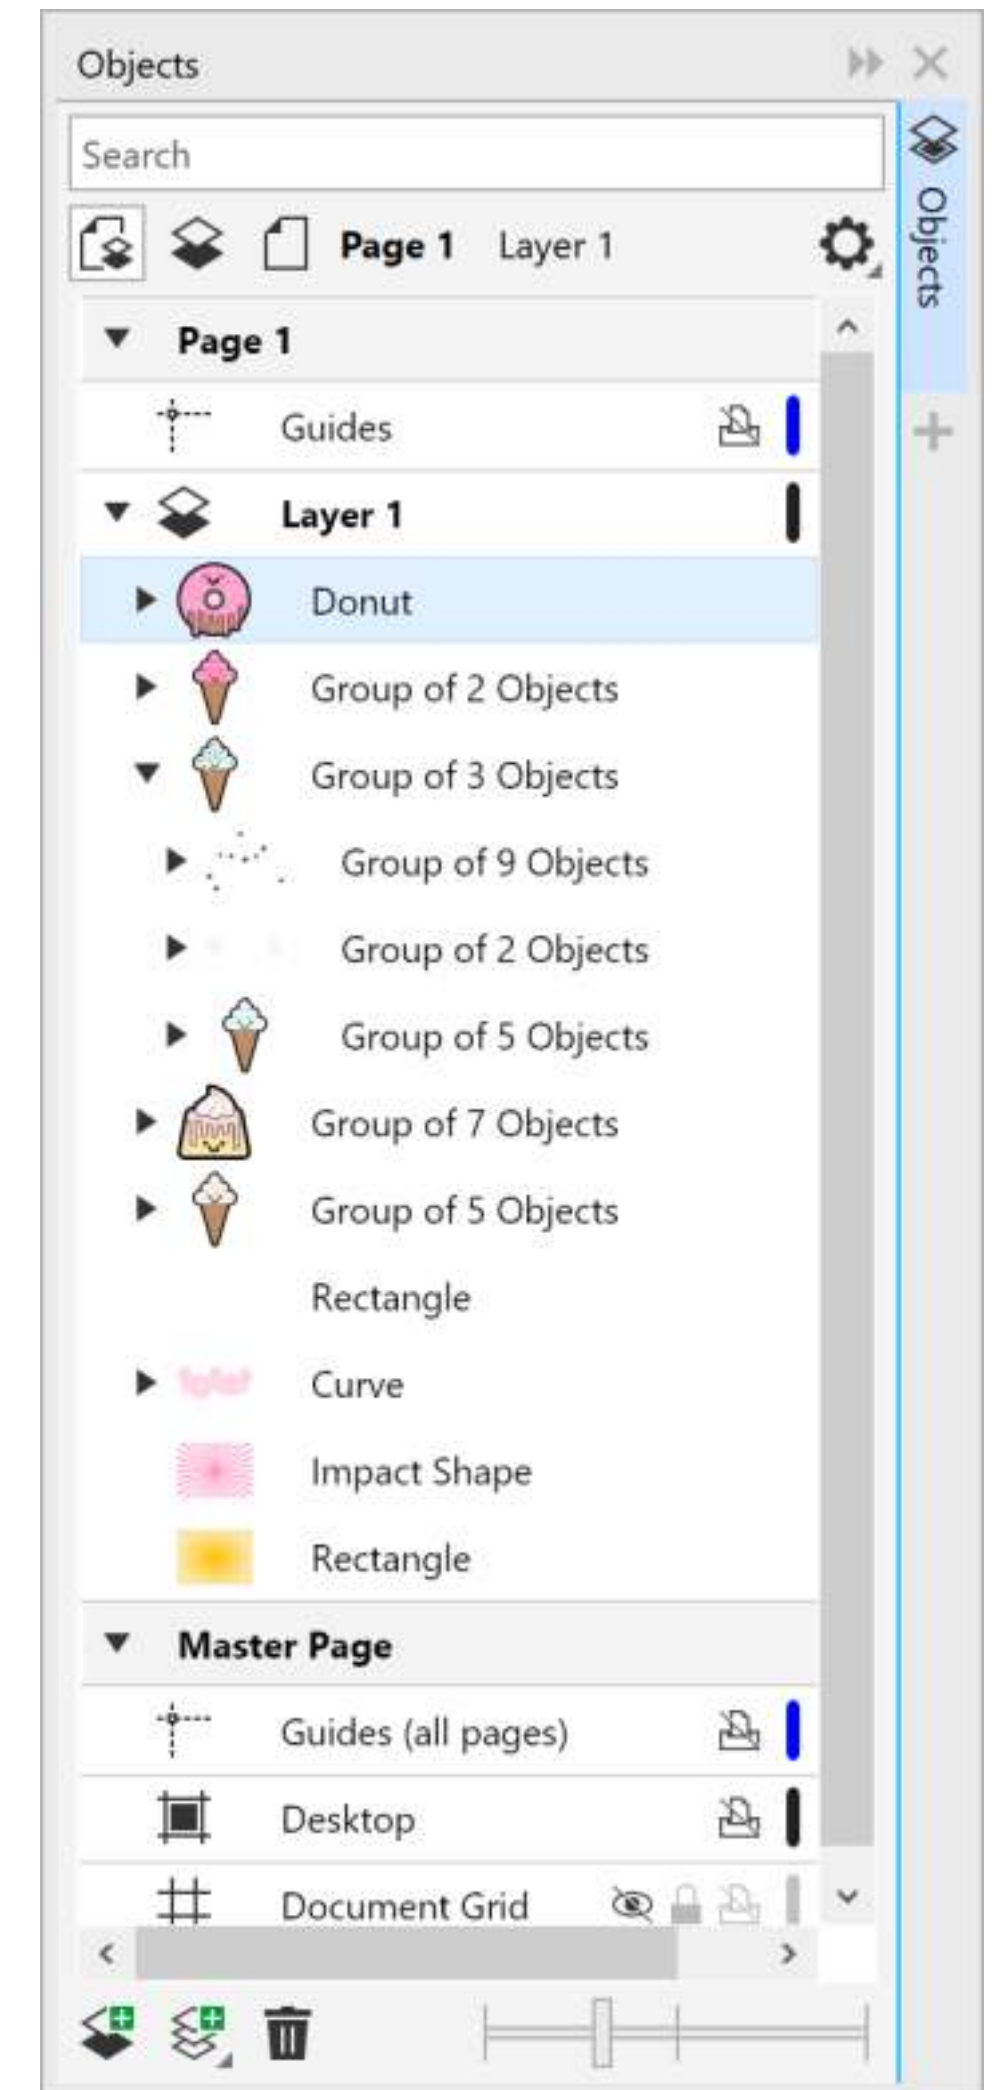 Objects
Search
Page 1 Layer 1
Objects
Page 1
Guides
Layer 1
Donut
Group of 2 Objects
Group of 3 Objects
Group of 9 Objects
Group of 2 Objects
Group of 5 Objects
Group of 7 Objects
Group of 5 Objects
Rectangle
Curve
Impact Shape
Rectangle
Master Page
Guides (all pages)
Desktop
Document Grid